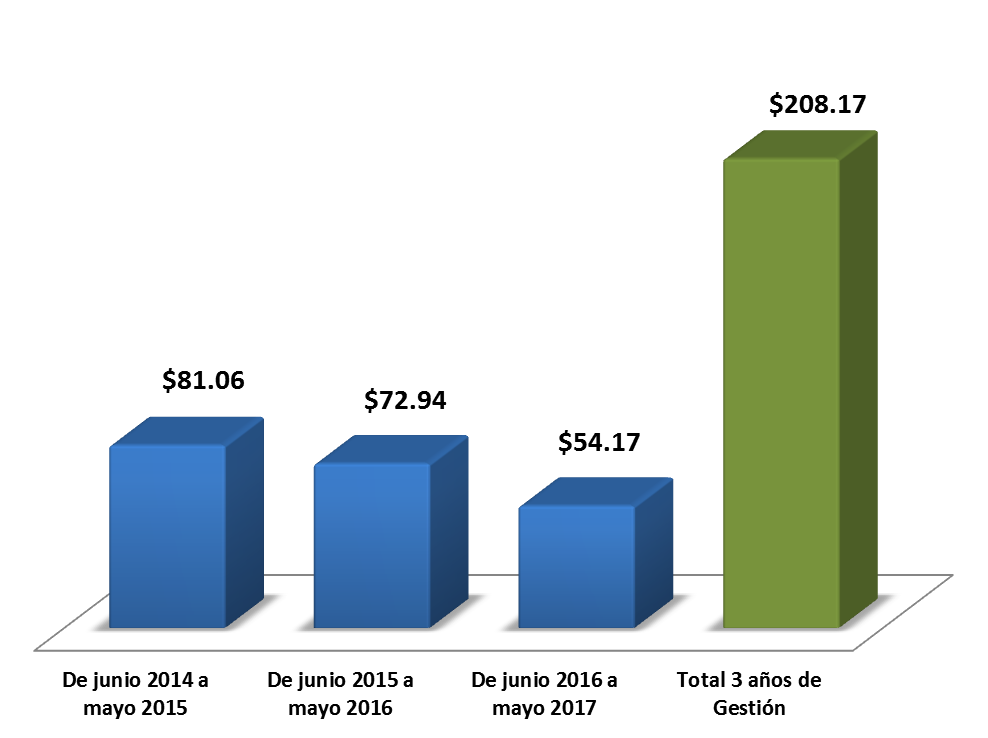 $208.17
$81.06
$72.94
$54.17
De junio 2014 a
mayo 2015
De junio 2015 a
mayo 2016
De junio 2016 a
mayo 2017
Total 3 años de
Gestión